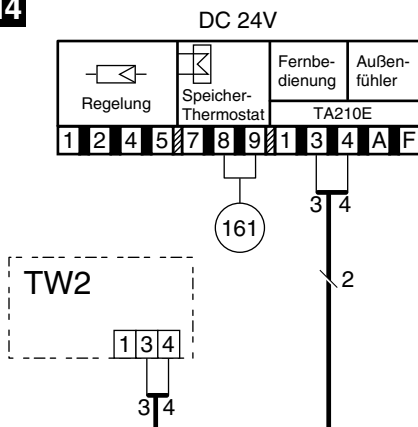 14
DC 24V
Regelung
Speicher-
Thermostat
Fernbe-
dienung
Außen-
fühler
TA210E
1 2 4 5 7 8 9 1 3 4 A F
3 4
161
2
TW2
1 3 4
3 4